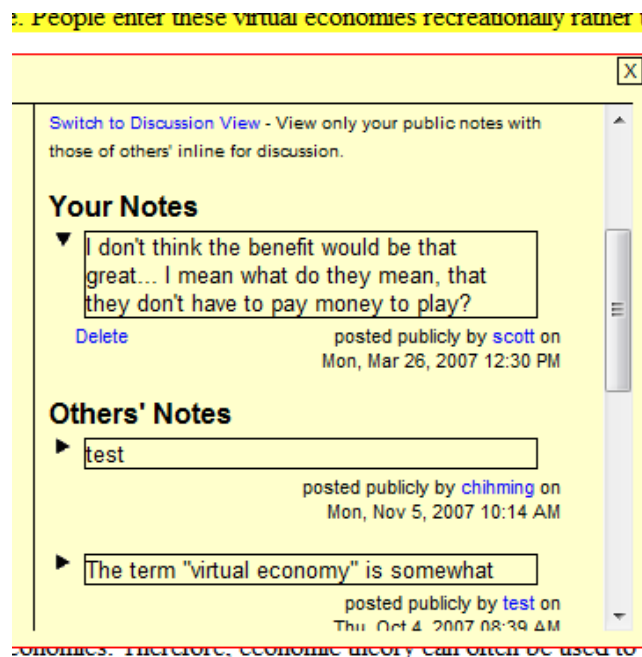 e. People enter these virtual economies recreationally rather
X
Switch to Discussion View - View only your public notes with
those of others' inline for discussion.
Your Notes
I don't think the benefit would be that
great... I mean what do they mean, that
they don't have to pay money to play?
Delete posted publicly by scott on
Mon, Mar 26, 2007 12:30 PM
Others' Notes
test
posted publicly by chihming on
Mon, Nov 5, 2007 10:14 AM
The term "virtual economy" is somewhat
posted publicly by test on
Thu, Oct 4, 2007 08:39 AM
conomies. Therefore, economic theory can often be used to